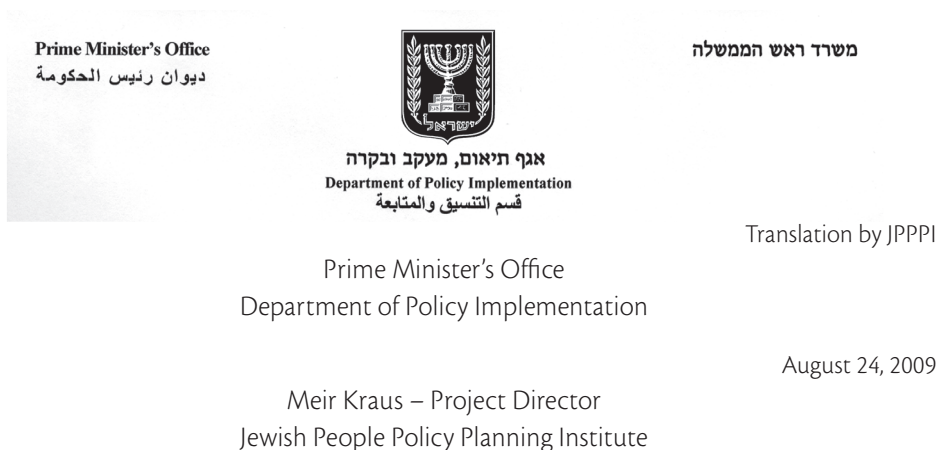 Prime Minister's Office
ديوان رئيس الحكومة
משרד ראש הממשלה
ישראל
אגף תיאום, מעקב ובקרה
Department of Policy Implementation
قسم التنسيق والمتابعة
Translation by JPPPI
Prime Minister’s Office
Department of Policy Implementation
August 24, 2009
Meir Kraus – Project Director
Jewish People Policy Planning Institute